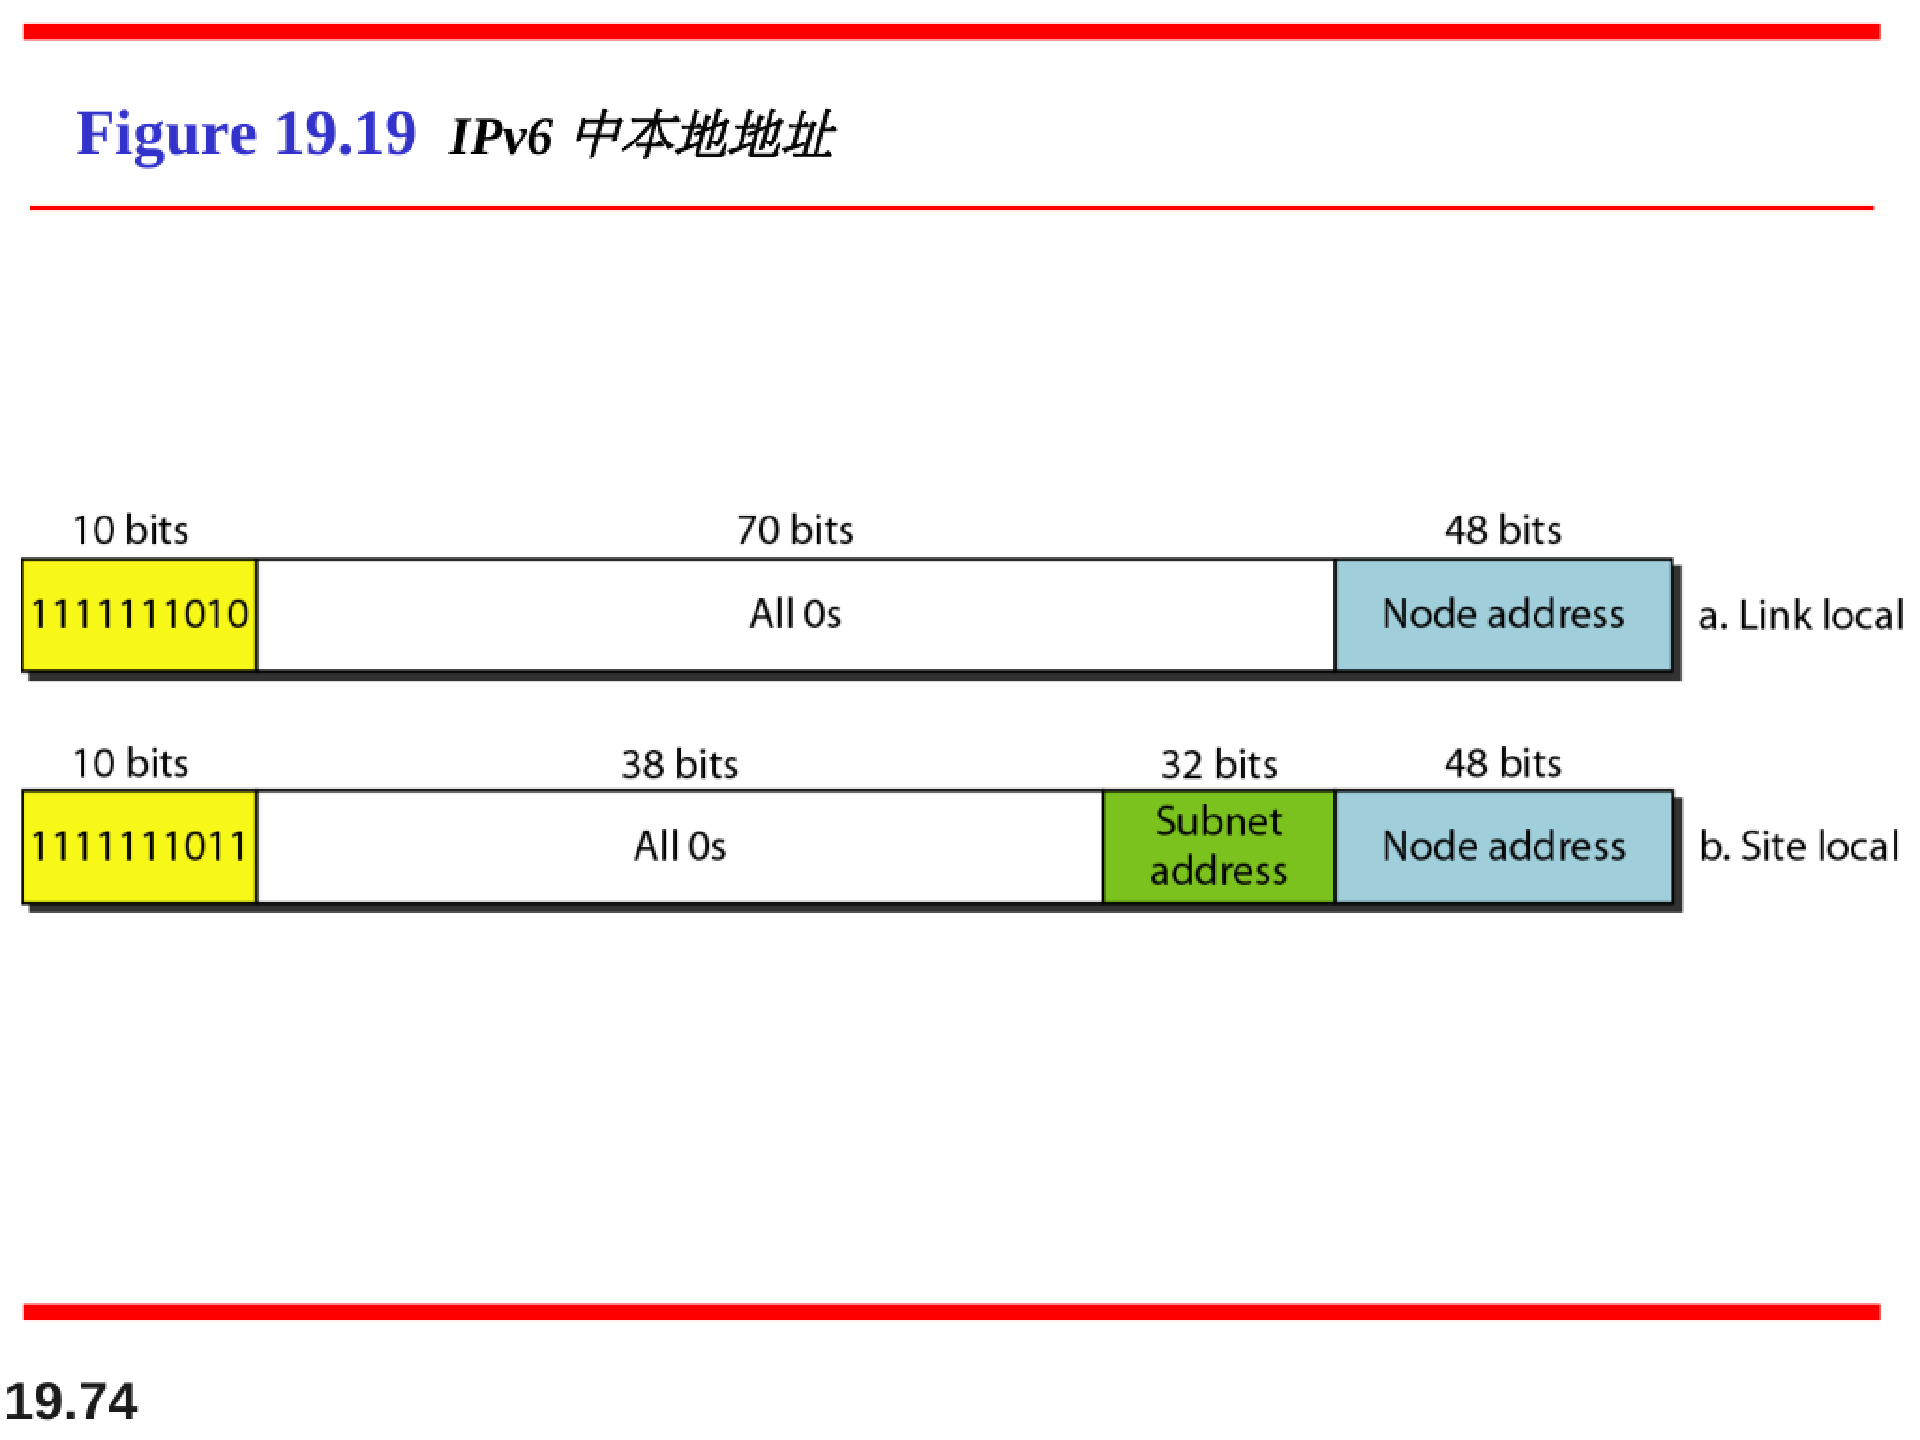 Figure 19.19 IPv6 中本地地址
10 bits 70 bits 48 bits
1111111010 All 0s Node address a. Link local
10 bits 38 bits 32 bits 48 bits
1111111011 All 0s Subnet address Node address b. Site local
19.74